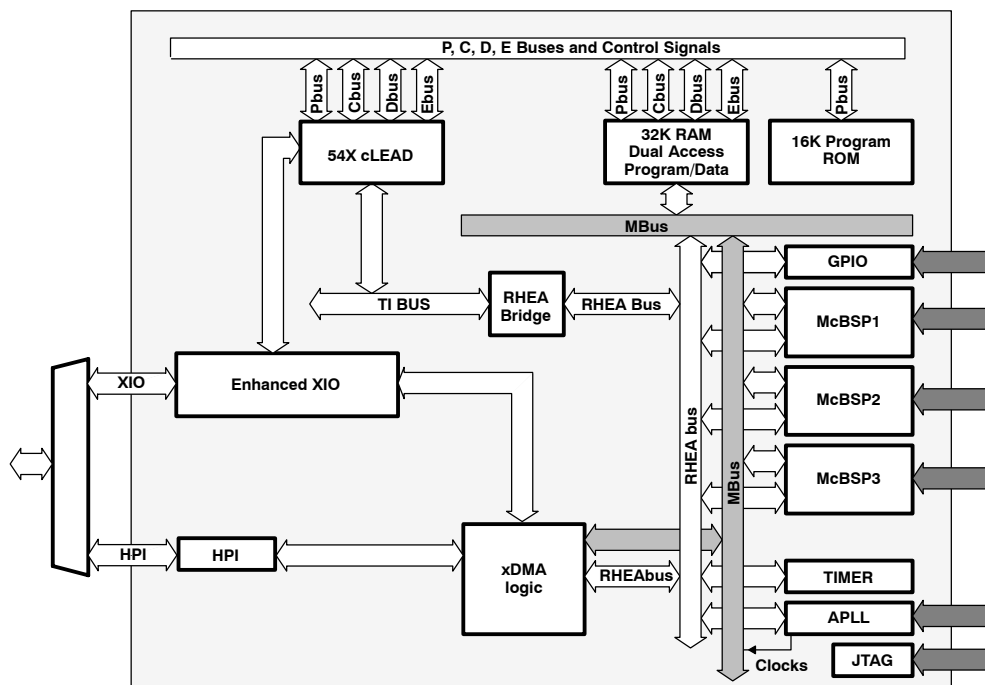 P, C, D, E Buses and Control Signals
Pbus
Cbus
Dbus
Ebus
Pbus
Cbus
Dbus
Ebus
Pbus
54X cLEAD
32K RAM
Dual Access
Program/Data
16K Program
ROM
MBus
GPIO
TI BUS
RHEA
Bridge
RHEA Bus
McBSP1
XIO
Enhanced XIO
McBSP2
RHEA bus
MBus
McBSP3
HPI
HPI
xDMA
logic
RHEAbus
TIMER
APLL
Clocks
JTAG